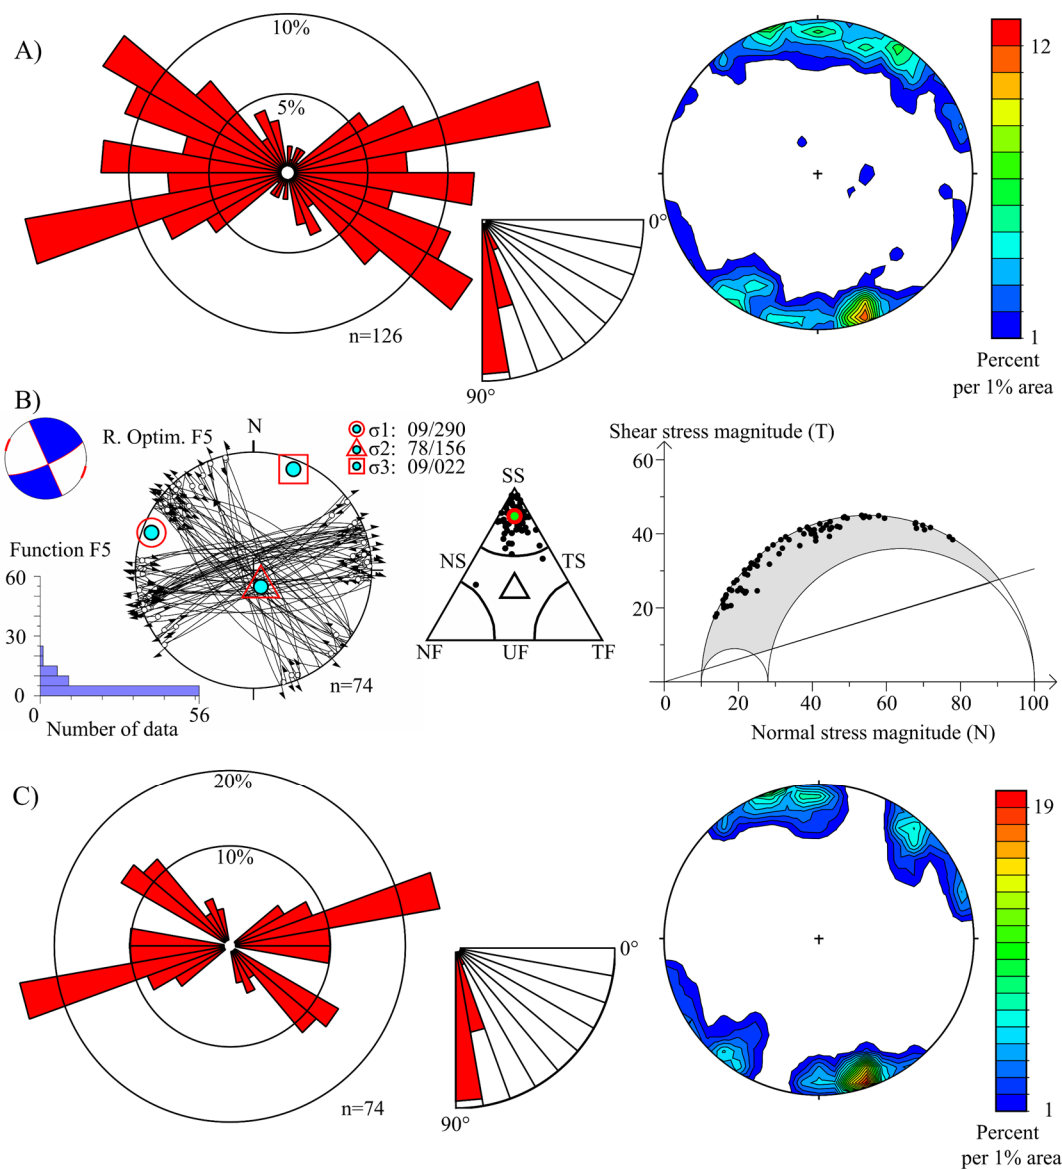 A)
10%
5%
n=126
0°
90°
12
1
Percent
per 1% area
B)
R. Optim. F5
N
σ1: 09/290
σ2: 78/156
σ3: 09/022
n=74
Function F5
60
30
0
0
56
Number of data
SS
NS
TS
NF
UF
TF
Shear stress magnitude (T)
60
40
20
0
20
40
60
80
100
Normal stress magnitude (N)
C)
20%
10%
n=74
0°
90°
19
1
Percent
per 1% area